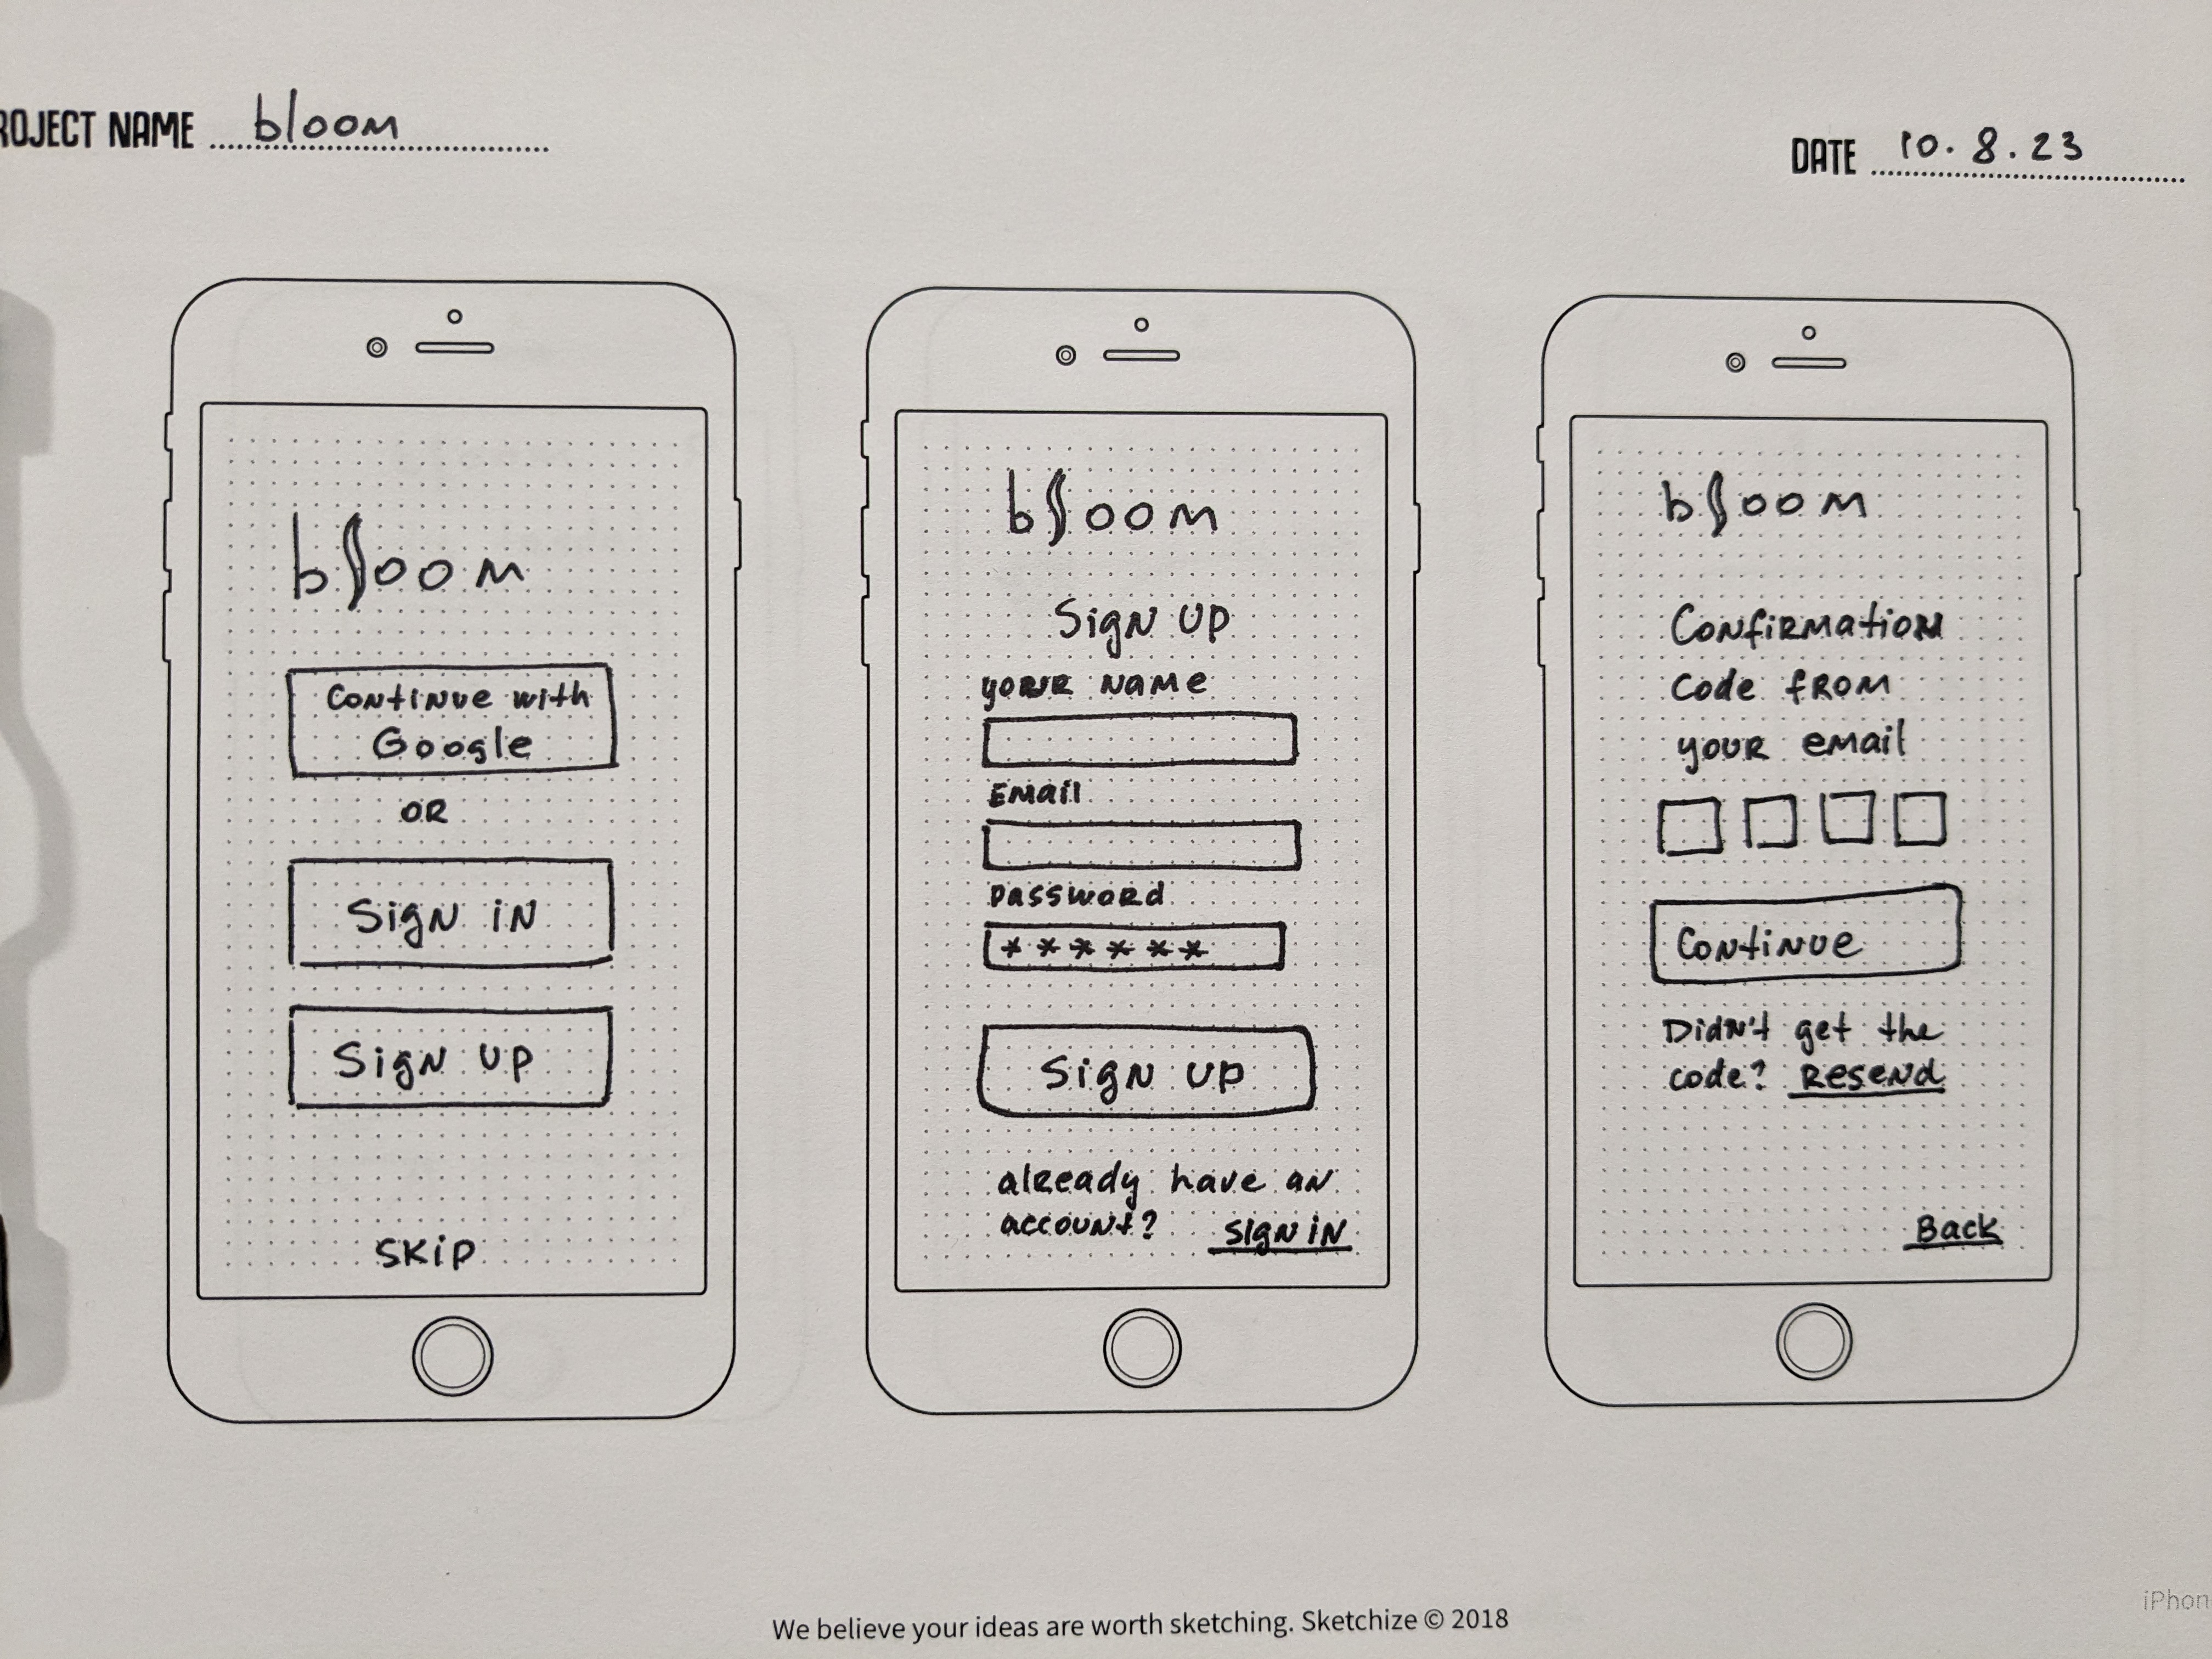 ROJECT NAME bloom
DATE 10.8.23
bloom
Continue with
Google
OR
Sign in
Sign up
SKIP
bloom
Sign up
your name
Email
password
******
Sign up
already have an
account? sign in
bloom
Confirmation
Code from
your email
Continue
Didn't get the
code? Resend
Back
We believe your ideas are worth sketching. Sketchize © 2018
iPhon